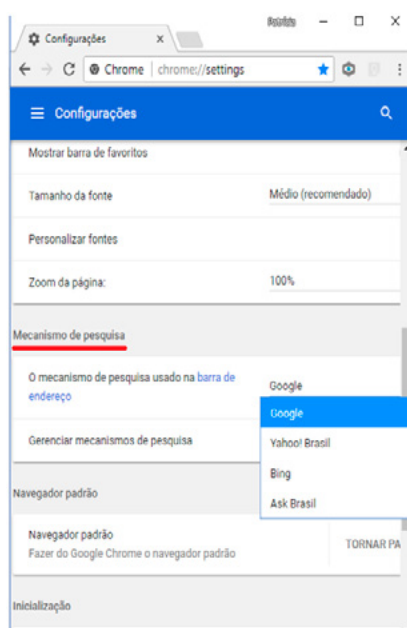 Configurações
Chrome | chrome://settings
Configurações
Mostrar barra de favoritos
Tamanho da fonte
Médio (recomendado)
Personalizar fontes
Zoom da página:
100%
Mecanismo de pesquisa
O mecanismo de pesquisa usado na barra de
endereço
Google
Google
Gerenciar mecanismos de pesquisa
Yahoo! Brasil
Bing
Ask Brasil
Navegador padrão
Navegador padrão
Fazer do Google Chrome o navegador padrão
TORNAR PA
Inicialização